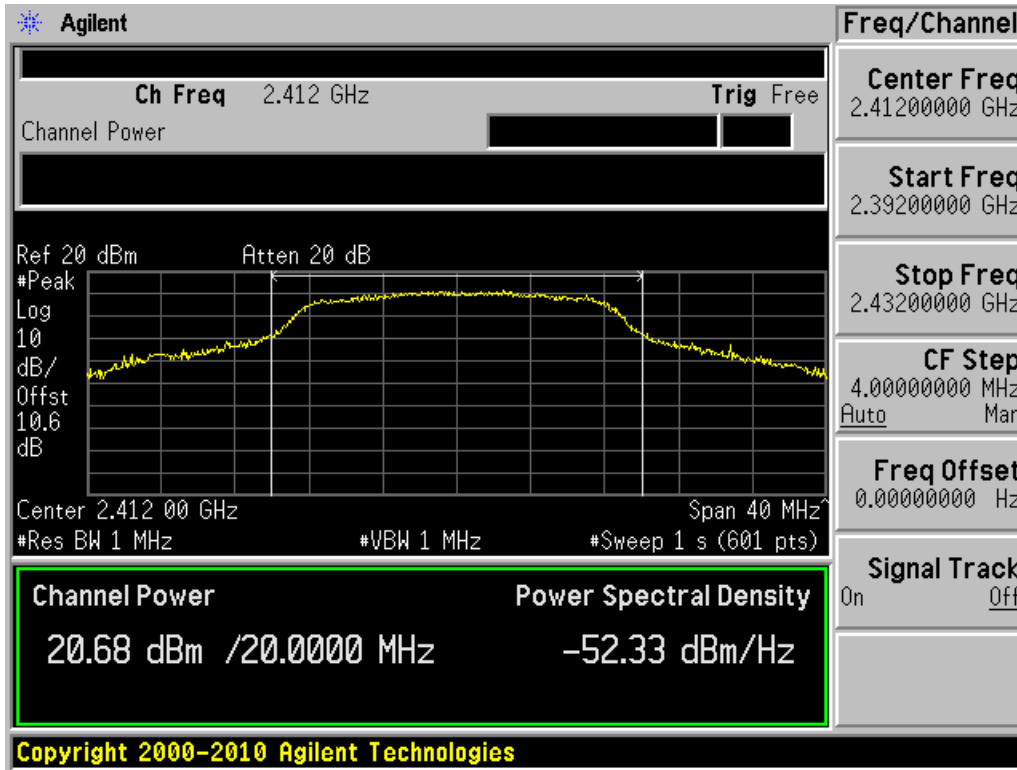 Agilent
Freq/Channel
Ch Freq 2.412 GHz Trig Free
Channel Power
Center Freq
2.41200000 GHz
Start Freq
2.39200000 GHz
Stop Freq
2.43200000 GHz
CF Step
4.00000000 MHz
Auto Man
Freq Offset
0.00000000 Hz
Signal Track
On Off
Ref 20 dBm Atten 20 dB
#Peak
Log
10
dB/
Offst
10.6
dB
Center 2.412 00 GHz Span 40 MHz^
#Res BW 1 MHz #VBW 1 MHz #Sweep 1 s (601 pts)
Channel Power Power Spectral Density
20.68 dBm /20.0000 MHz -52.33 dBm/Hz
Copyright 2000-2010 Agilent Technologies